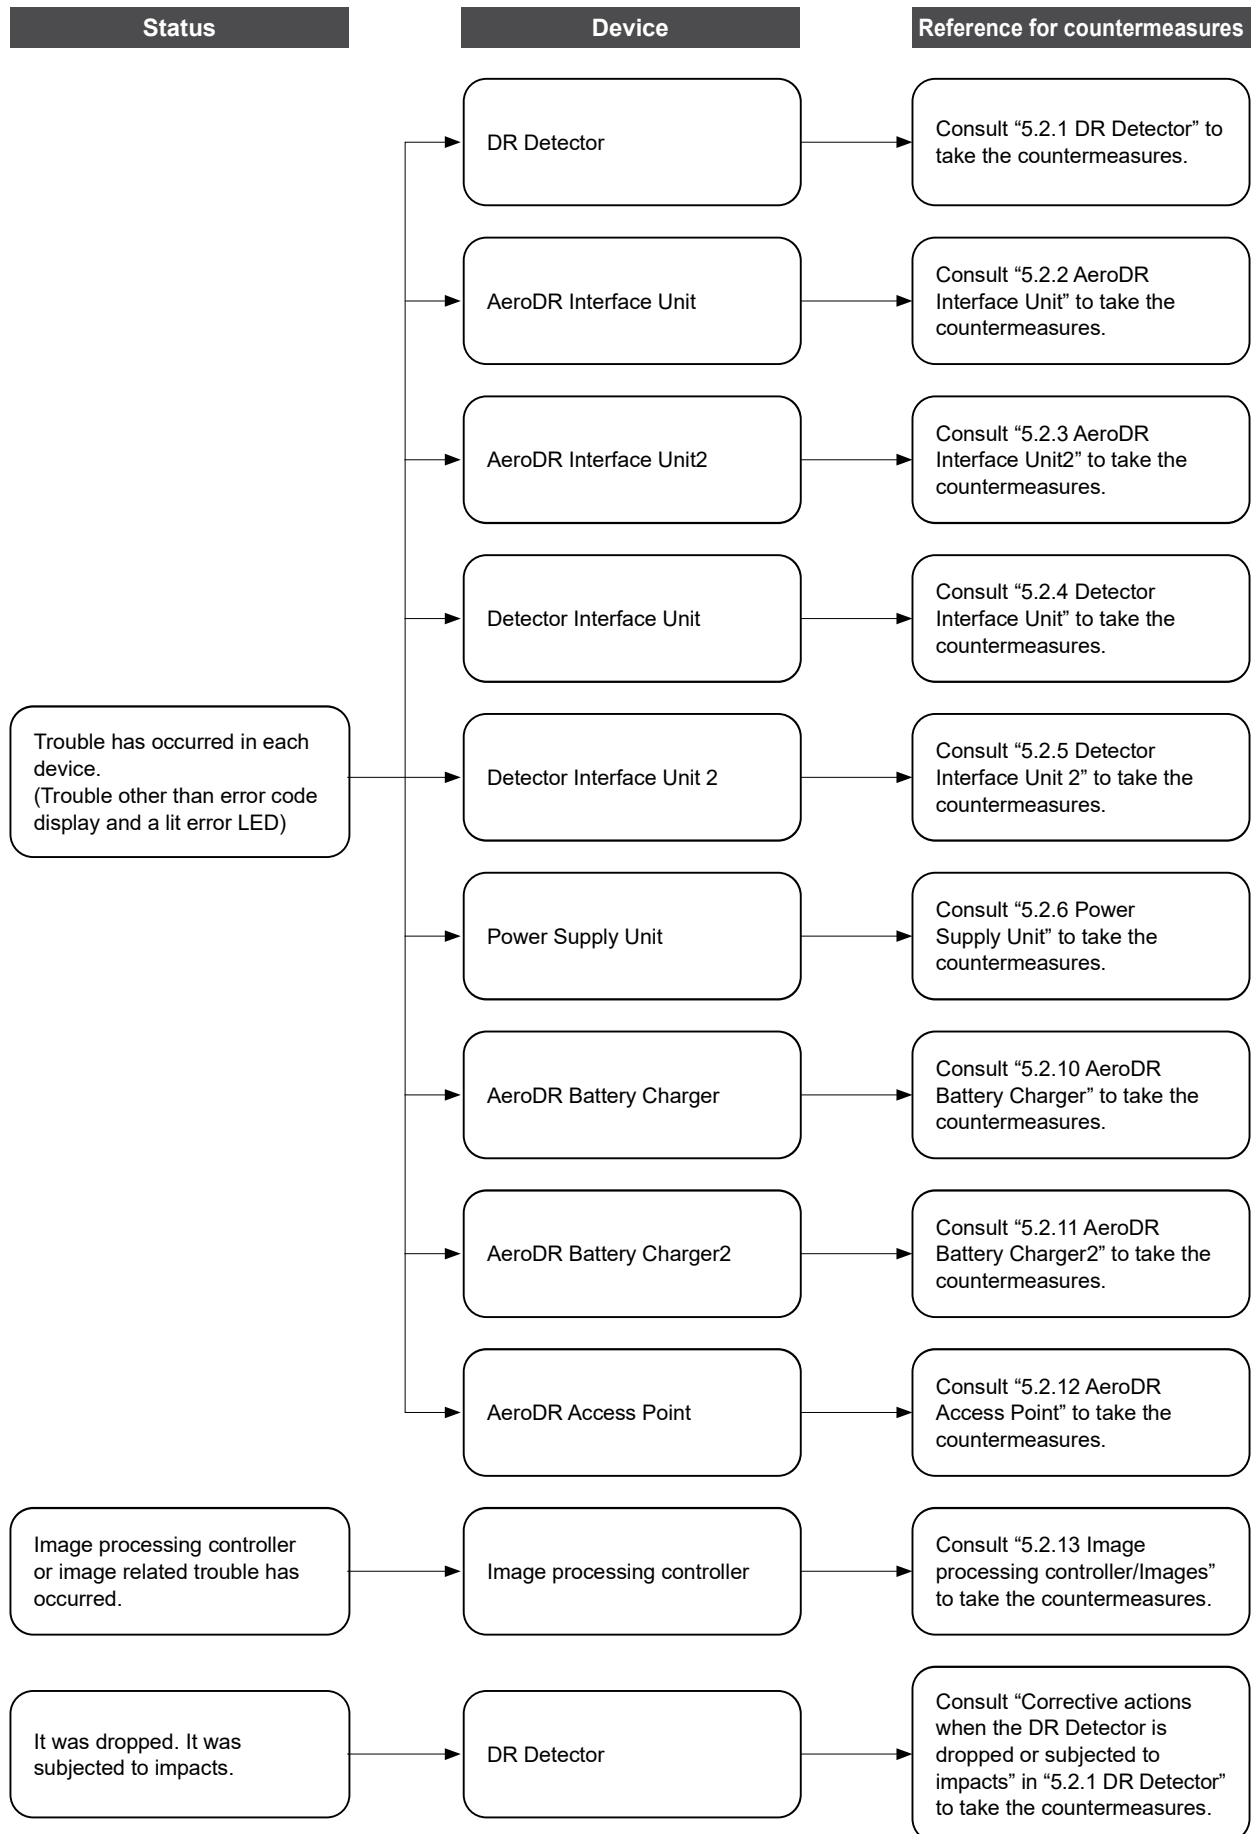 Status
Device
Reference for countermeasures
DR Detector
Consult “5.2.1 DR Detector” to
take the countermeasures.
AeroDR Interface Unit
Consult “5.2.2 AeroDR
Interface Unit” to take the
countermeasures.
AeroDR Interface Unit2
Consult “5.2.3 AeroDR
Interface Unit2” to take the
countermeasures.
Detector Interface Unit
Consult “5.2.4 Detector
Interface Unit” to take the
countermeasures.
Trouble has occurred in each
device.
(Trouble other than error code
display and a lit error LED)
Detector Interface Unit 2
Consult “5.2.5 Detector
Interface Unit 2” to take the
countermeasures.
Power Supply Unit
Consult “5.2.6 Power
Supply Unit” to take the
countermeasures.
AeroDR Battery Charger
Consult “5.2.10 AeroDR
Battery Charger” to take the
countermeasures.
AeroDR Battery Charger2
Consult “5.2.11 AeroDR
Battery Charger2” to take the
countermeasures.
AeroDR Access Point
Consult “5.2.12 AeroDR
Access Point” to take the
countermeasures.
Image processing controller
or image related trouble has
occurred.
Image processing controller
Consult “5.2.13 Image
processing controller/Images”
to take the countermeasures.
It was dropped. It was
subjected to impacts.
DR Detector
Consult “Corrective actions
when the DR Detector is
dropped or subjected to
impacts” in “5.2.1 DR Detector”
to take the countermeasures.